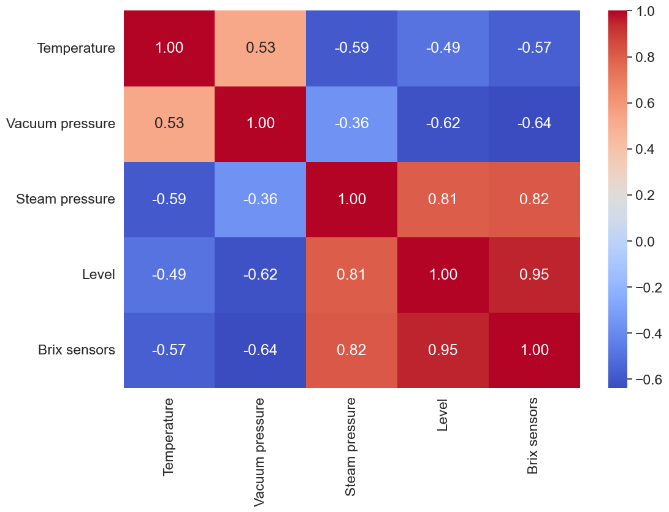 Temperature 1.00 0.53 -0.59 -0.49 -0.57
Vacuum pressure 0.53 1.00 -0.36 -0.62 -0.64
Steam pressure -0.59 -0.36 1.00 0.81 0.82
Level -0.49 -0.62 0.81 1.00 0.95
Brix sensors -0.57 -0.64 0.82 0.95 1.00
Temperature
Vacuum pressure
Steam pressure
Level
Brix sensors
1.0
0.8
0.6
0.4
0.2
0.0
−0.2
−0.4
−0.6